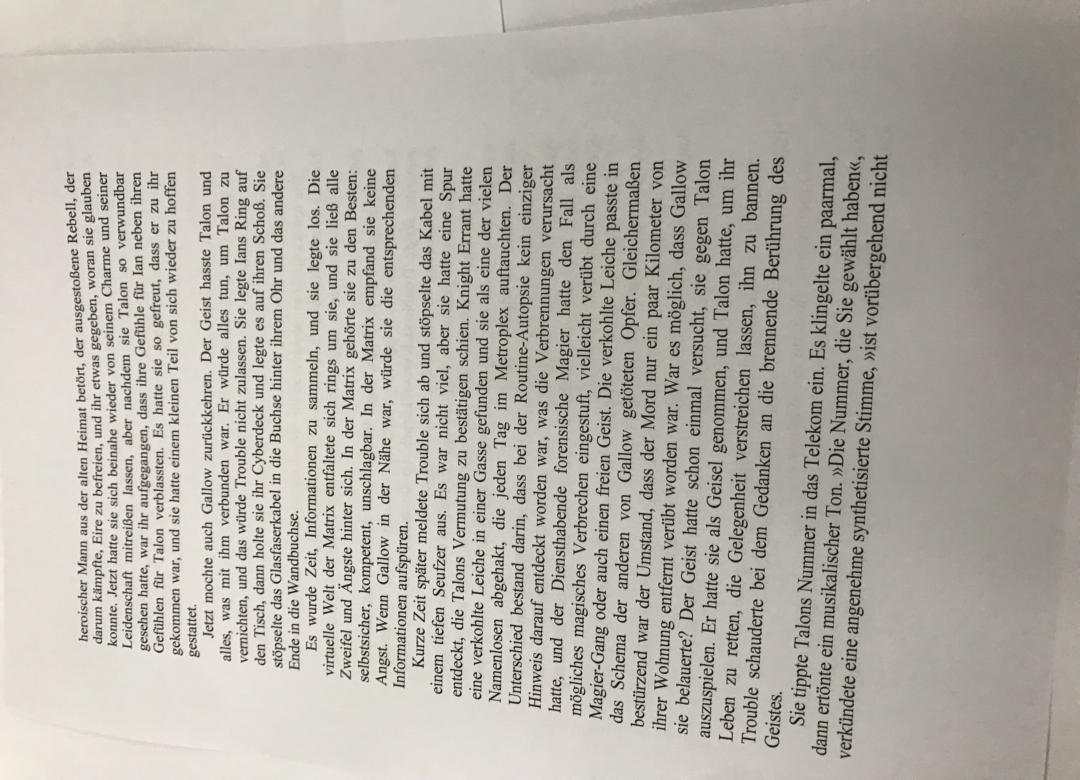 heroischer Mann aus der alten Heimat betört, der ausgestoßene Rebell, der
darum kämpfte, Eire zu befreien, und ihr etwas gegeben, woran sie glauben
konnte. Jetzt hatte sie sich beinahe wieder von seinem Charme und seiner
Leidenschaft mitreißen lassen, aber nachdem sie Talon so verwundbar
gesehen hatte, war ihr aufgegangen, dass ihre Gefühle für Ian neben ihren
Gefühlen für Talon verblassten. Es hatte sie so gefreut, dass er zu ihr
gekommen war, und sie hatte einem kleinen Teil von sich wieder zu hoffen
gestattet.
Jetzt mochte auch Gallow zurückkehren. Der Geist hasste Talon und
alles, was mit ihm verbunden war. Er würde alles tun, um Talon zu
vernichten, und das würde Trouble nicht zulassen. Sie legte Ians Ring auf
den Tisch, dann holte sie ihr Cyberdeck und legte es auf ihren Schoß. Sie
stöpselte das Glasfaserkabel in die Buchse hinter ihrem Ohr und das andere
Ende in die Wandbuchse.
Es wurde Zeit, Informationen zu sammeln, und sie legte los. Die
virtuelle Welt der Matrix entfaltete sich rings um sie, und sie ließ alle
Zweifel und Ängste hinter sich. In der Matrix gehörte sie zu den Besten:
selbstsicher, kompetent, unschlagbar. In der Matrix empfand sie keine
Angst. Wenn Gallow in der Nähe war, würde sie die entsprechenden
Informationen aufspüren.
Kurze Zeit später meldete Trouble sich ab und stöpselte das Kabel mit
einem tiefen Seufzer aus. Es war nicht viel, aber sie hatte eine Spur
entdeckt, die Talons Vermutung zu bestätigen schien. Knight Errant hatte
eine verkohlte Leiche in einer Gasse gefunden und sie als eine der vielen
Namenlosen abgehakt, die jeden Tag im Metroplex auftauchten. Der
Unterschied bestand darin, dass bei der Routine-Autopsie kein einziger
Hinweis darauf entdeckt worden war, was die Verbrennungen verursacht
hatte, und der Diensthabende forensische Magier hatte den Fall als
mögliches magisches Verbrechen eingestuft, vielleicht verübt durch eine
Magier-Gang oder auch einen freien Geist. Die verkohlte Leiche passte in
das Schema der anderen von Gallow getöteten Opfer. Gleichermaßen
bestürzend war der Umstand, dass der Mord nur ein paar Kilometer von
ihrer Wohnung entfernt verübt worden war. War es möglich, dass Gallow
sie belauerte? Der Geist hatte schon einmal versucht, sie gegen Talon
auszuspielen. Er hatte sie als Geisel genommen, und Talon hatte, um ihr
Leben zu retten, die Gelegenheit verstreichen lassen, ihn zu bannen.
Trouble schauderte bei dem Gedanken an die brennende Berührung des
Geistes.
Sie tippte Talons Nummer in das Telekom ein. Es klingelte ein paarmal,
dann ertönte ein musikalischer Ton. »Die Nummer, die Sie gewählt haben«,
verkündete eine angenehme synthetisierte Stimme, »ist vorübergehend nicht